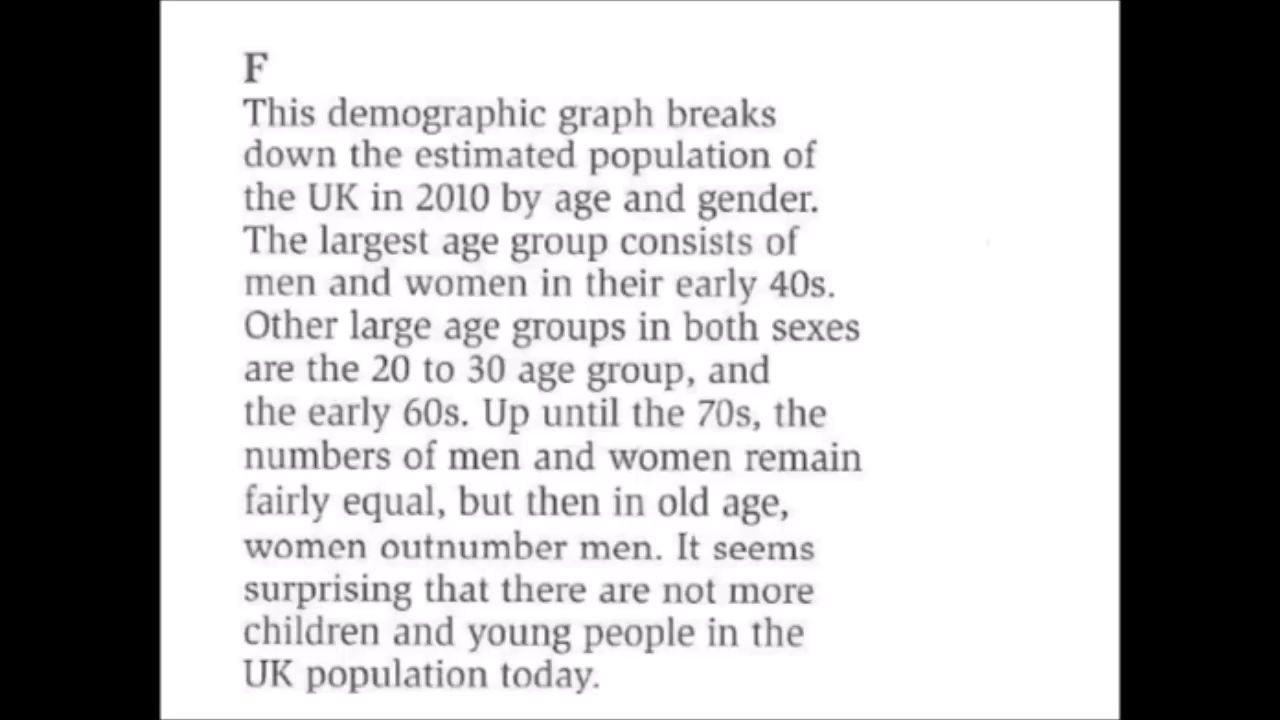 F
This demographic graph breaks
down the estimated population of
the UK in 2010 by age and gender.
The largest age group consists of
men and women in their early 40s.
Other large age groups in both sexes
are the 20 to 30 age group, and
the early 60s. Up until the 70s, the
numbers of men and women remain
fairly equal, but then in old age,
women outnumber men. It seems
surprising that there are not more
children and young people in the
UK population today.